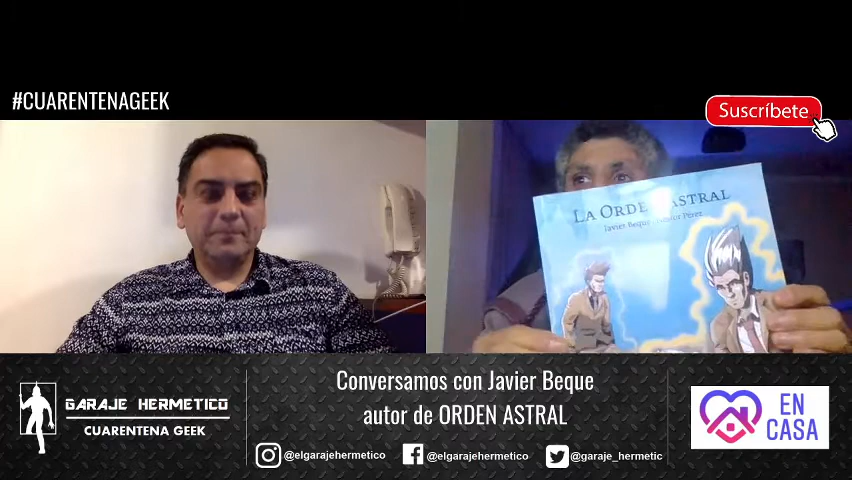 #CUARENTENAGEEK
Suscríbete
LA ORDEN ASTRAL
Javier Beque Pérez
GARAJE HERMETICO
CUARENTENA GEEK
Conversamos con Javier Beque
autor de ORDEN ASTRAL
@elgarajehermetico
@elgarajehermetico
@garaje_hermetic
EN
CASA